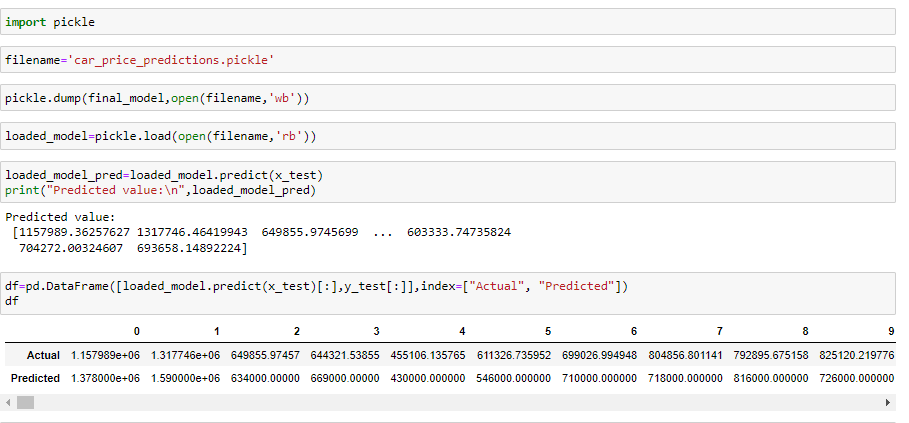 import pickle
filename='car_price_predictions.pickle'
pickle.dump(final_model,open(filename,'wb'))
loaded_model=pickle.load(open(filename,'rb'))
loaded_model_pred=loaded_model.predict(x_test)
print("Predicted value:\n",loaded_model_pred)
Predicted value:
[1157989.36257627 1317746.46419943 649855.9745699 ... 603333.74735824
704272.00324607 693658.14892224]
df=pd.DataFrame([loaded_model.predict(x_test)[:],y_test[:]],index=["Actual", "Predicted"])
df
0 1 2 3 4 5 6 7 8 9
Actual 1.157989e+06 1.317746e+06 649855.97457 644321.53855 455106.135765 611326.735952 699026.994948 804856.801141 792895.675158 825120.219776
Predicted 1.378000e+06 1.590000e+06 634000.00000 669000.00000 430000.000000 546000.000000 710000.000000 718000.000000 816000.000000 726000.000000